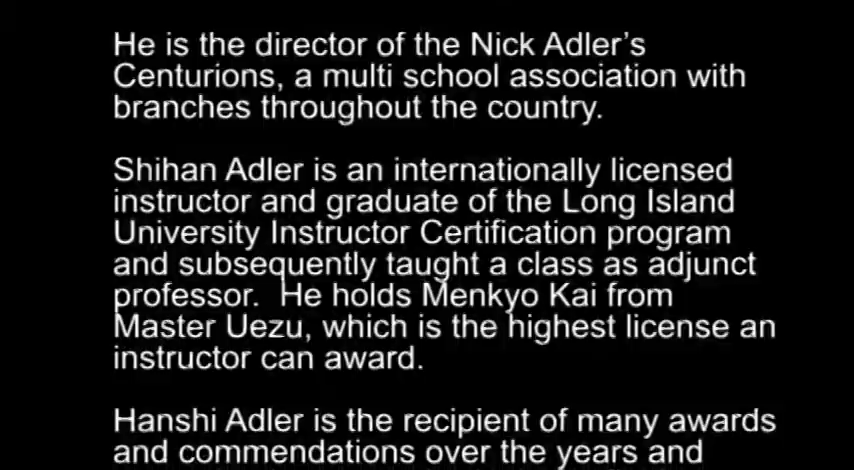 He is the director of the Nick Adler's
Centurions, a multi school association with
branches throughout the country.
Shihan Adler is an internationally licensed
instructor and graduate of the Long Island
University Instructor Certification program
and subsequently taught a class as adjunct
professor.  He holds Menkyo Kai from
Master Uezu, which is the highest license an
instructor can award.
Hanshi Adler is the recipient of many awards
and commendations over the years and